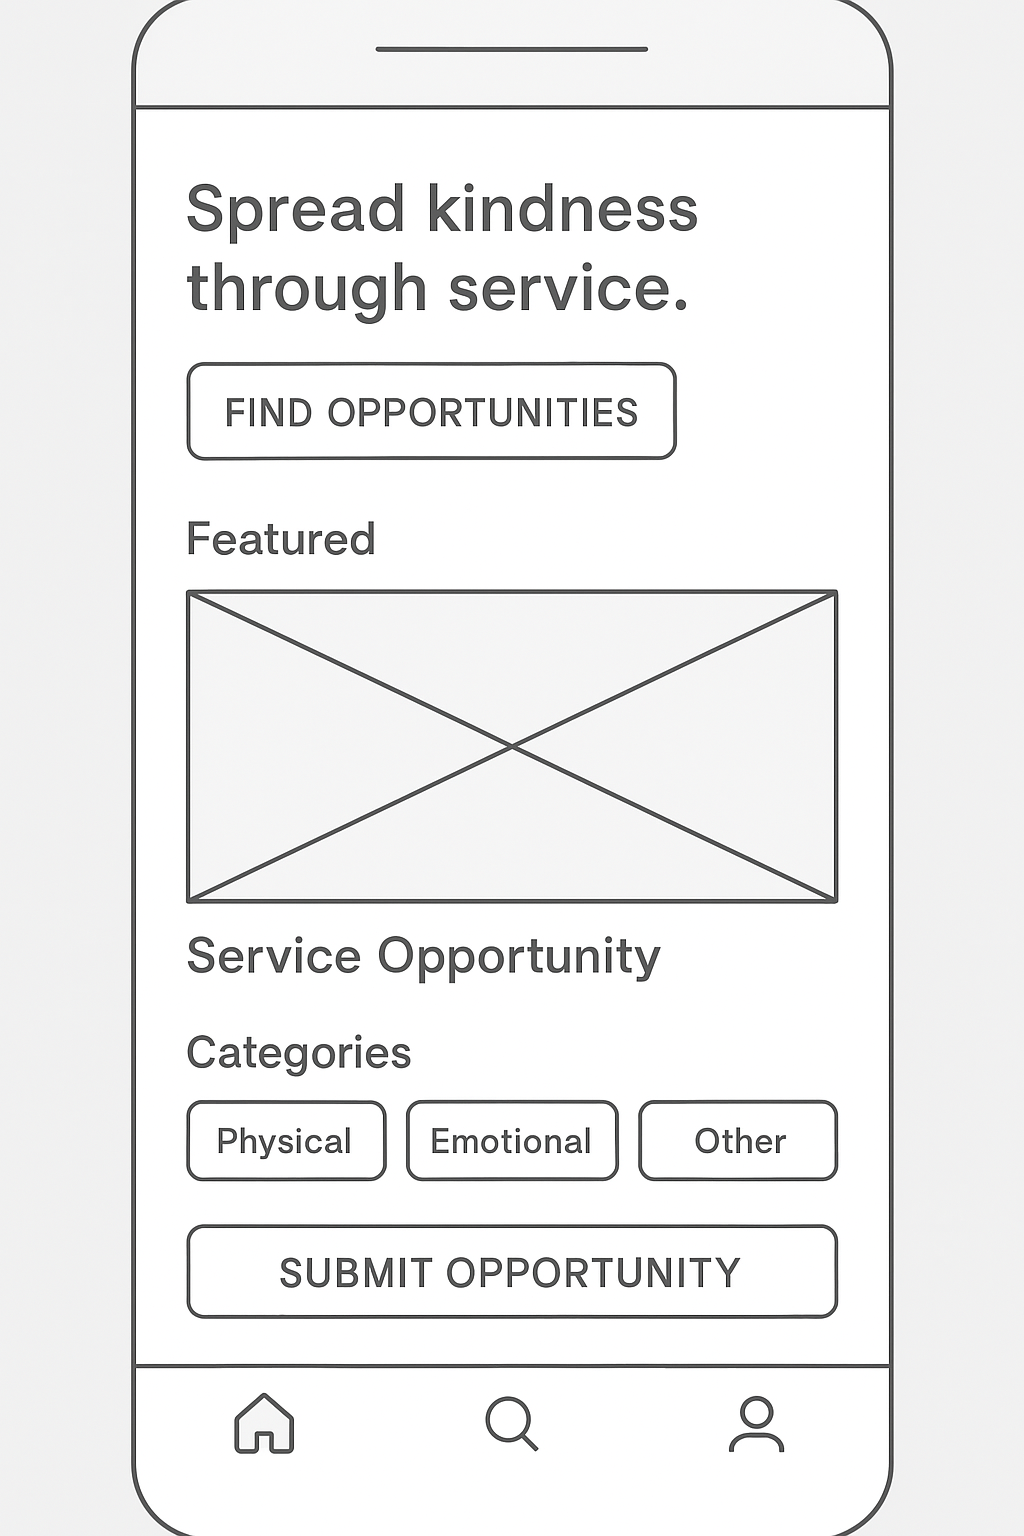 Spread kindness
through service.
FIND OPPORTUNITIES
Featured
Service Opportunity
Categories
Physical
Emotional
Other
SUBMIT OPPORTUNITY